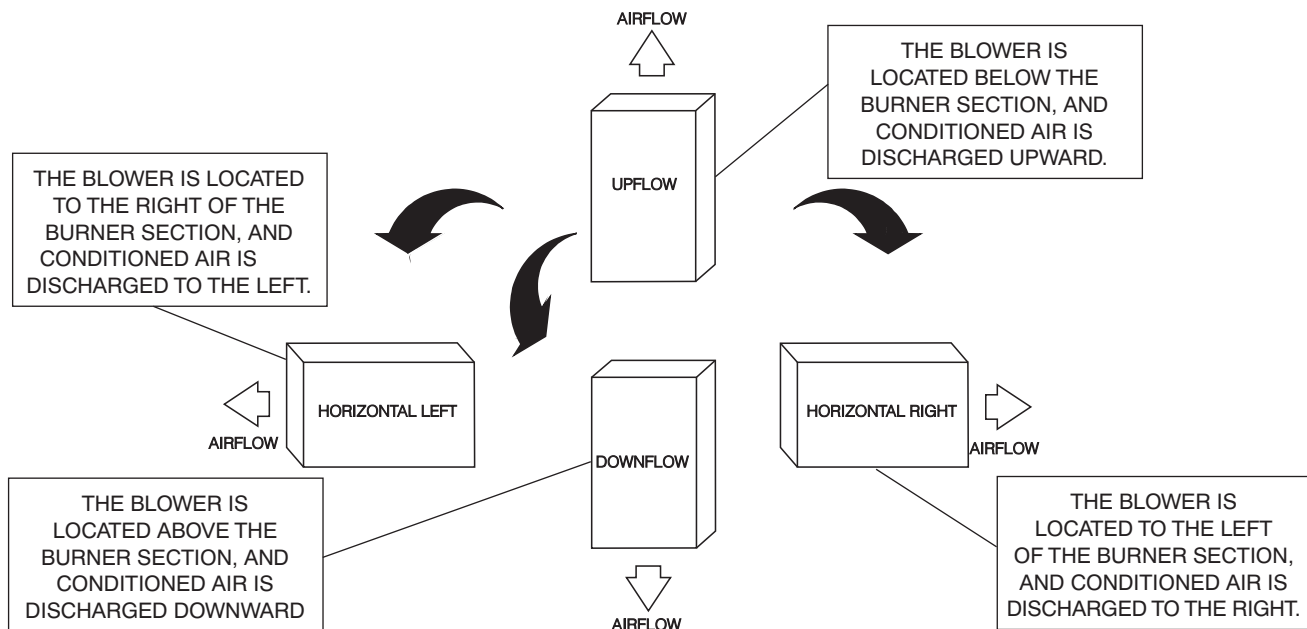 AIRFLOW
THE BLOWER IS
LOCATED BELOW THE
BURNER SECTION, AND
CONDITIONED AIR IS
DISCHARGED UPWARD.
UPFLOW
THE BLOWER IS LOCATED
TO THE RIGHT OF THE
BURNER SECTION, AND
CONDITIONED AIR IS
DISCHARGED TO THE LEFT.
HORIZONTAL LEFT
AIRFLOW
HORIZONTAL RIGHT
AIRFLOW
DOWNFLOW
THE BLOWER IS
LOCATED ABOVE THE
BURNER SECTION, AND
CONDITIONED AIR IS
DISCHARGED DOWNWARD
AIRFLOW
THE BLOWER IS
LOCATED TO THE LEFT
OF THE BURNER SECTION,
AND CONDITIONED AIR IS
DISCHARGED TO THE RIGHT.